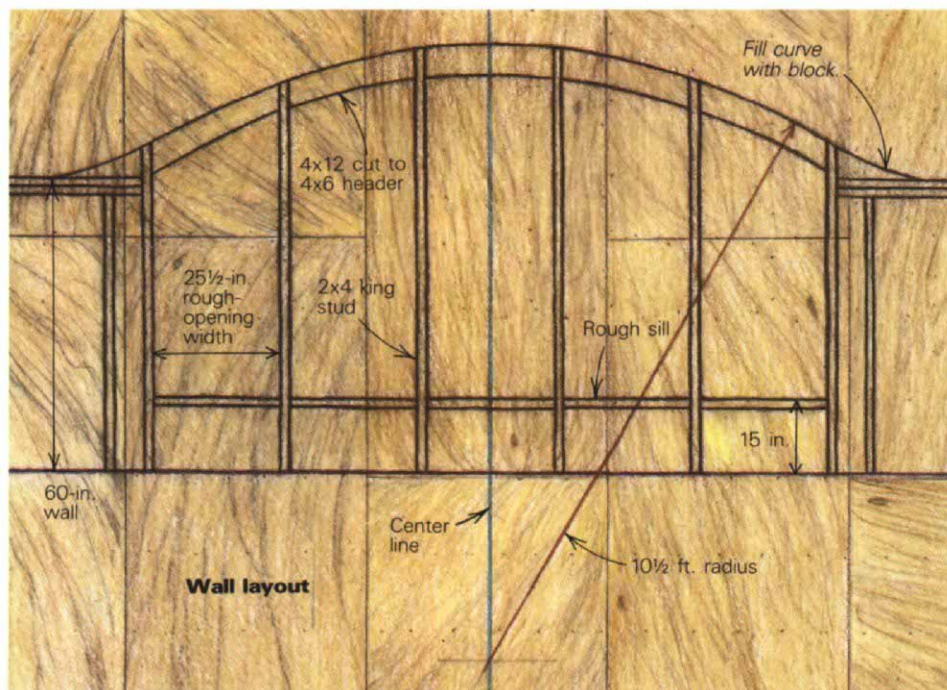 Fill curve
with block.
4x12 cut to
4x6 header
25½-in.
rough-
opening
width
2x4 king
stud
Rough sill
15 in.
60-in.
wall
Center
line
10½ ft. radius
Wall layout